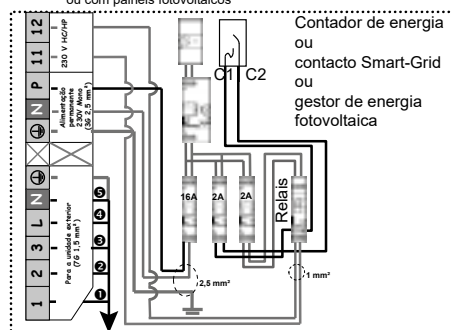 ou com painéis fotovoltaicos
Contador de energia
ou
contacto Smart-Grid
ou
gestor de energia
fotovoltaica
C1 C2
12
11
230 V HC/HP
P
N
Alimentação
permanente
230V Mono
(3G 2,5 mm²)
N
L
3
2
1
Para a unidade exterior
(7G 1,5 mm²)
5
4
3
2
1
16A
2A
2A
Relais
2,5 mm²
1 mm²